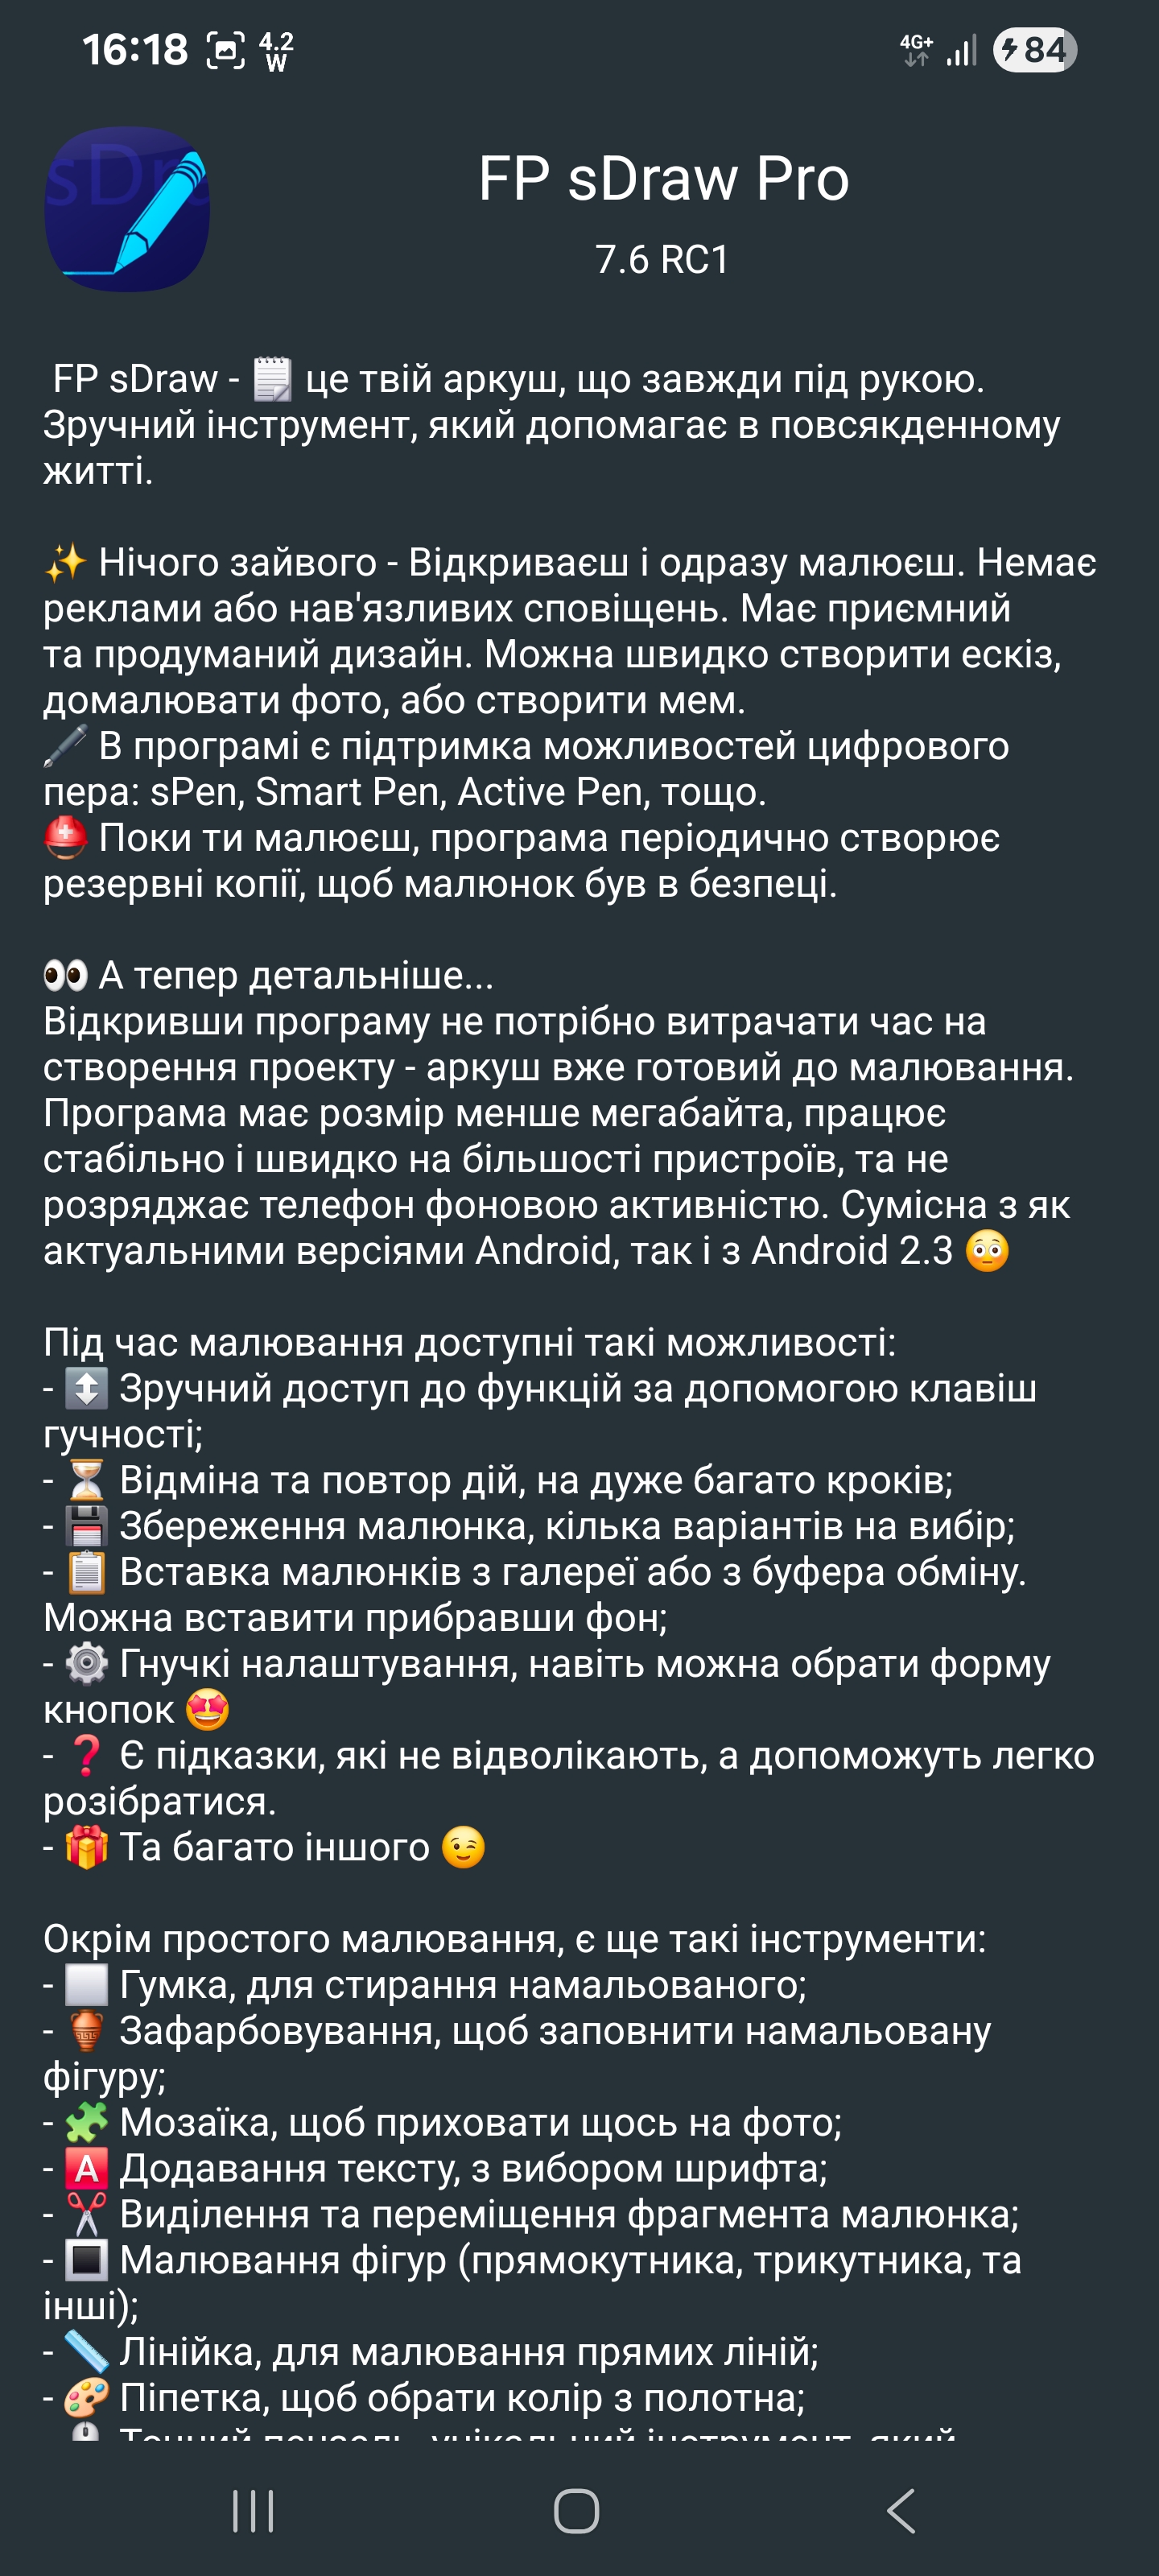 16:18 4.2 W 4G+ 84
sDra
FP sDraw Pro
7.6 RC1
FP sDraw - 🗒️ це твій аркуш, що завжди під рукою.
Зручний інструмент, який допомагає в повсякденному
житті.
✨ Нічого зайвого - Відкриваєш і одразу малюєш. Немає
реклами або нав'язливих сповіщень. Має приємний
та продуманий дизайн. Можна швидко створити ескіз,
домалювати фото, або створити мем.
🖊️ В програмі є підтримка можливостей цифрового
пера: sPen, Smart Pen, Active Pen, тощо.
⛑️ Поки ти малюєш, програма періодично створює
резервні копії, щоб малюнок був в безпеці.
👀 А тепер детальніше...
Відкривши програму не потрібно витрачати час на
створення проекту - аркуш вже готовий до малювання.
Програма має розмір менше мегабайта, працює
стабільно і швидко на більшості пристроїв, та не
розряджає телефон фоновою активністю. Сумісна з як
актуальними версіями Android, так і з Android 2.3 😳
Під час малювання доступні такі можливості:
- ↕️ Зручний доступ до функцій за допомогою клавіш
гучності;
- ⏳ Відміна та повтор дій, на дуже багато кроків;
- 💾 Збереження малюнка, кілька варіантів на вибір;
- 📋 Вставка малюнків з галереї або з буфера обміну.
Можна вставити прибравши фон;
- ⚙️ Гнучкі налаштування, навіть можна обрати форму
кнопок 🤩
- ❓ Є підказки, які не відволікають, а допоможуть легко
розібратися.
- 🎁 Та багато іншого 😉
Окрім простого малювання, є ще такі інструменти:
- ⬜ Гумка, для стирання намальованого;
- 🏺 Зафарбовування, щоб заповнити намальовану
фігуру;
- 🧩 Мозаїка, щоб приховати щось на фото;
- 🅰️ Додавання тексту, з вибором шрифта;
- ✂️ Виділення та переміщення фрагмента малюнка;
- 🔳 Малювання фігур (прямокутника, трикутника, та
інші);
- 📏 Лінійка, для малювання прямих ліній;
- 🎨 Піпетка, щоб обрати колір з полотна;